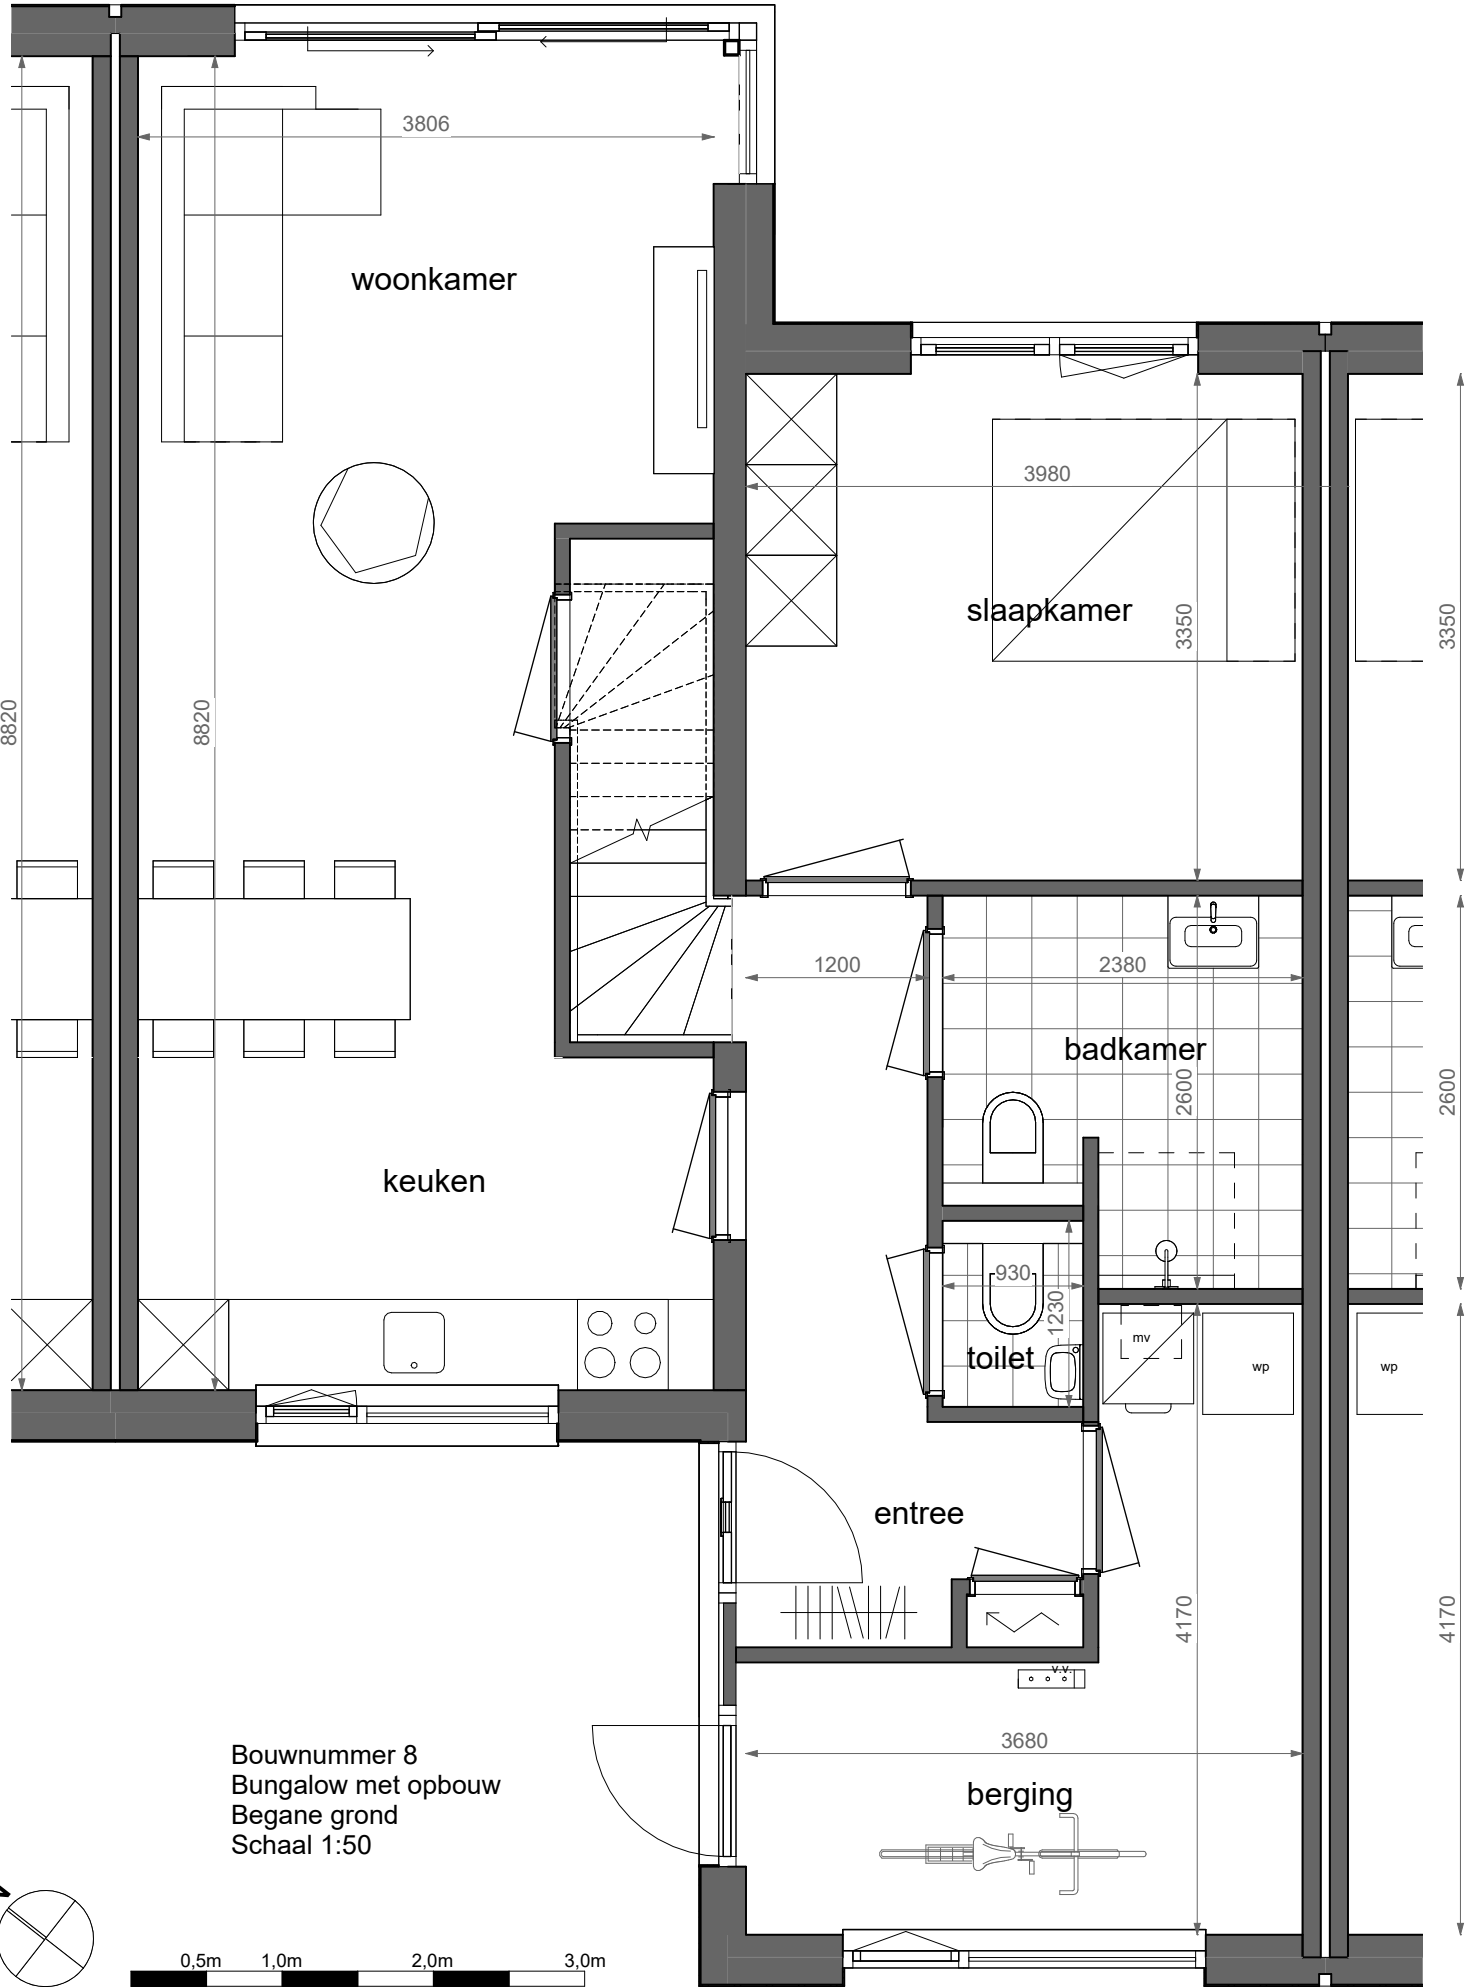 3806
woonkamer
3980
slaapkamer
3350
3350
8820
8820
1200
2380
badkamer
2600
2600
keuken
930
1230
toilet
mv
wp
wp
entree
4170
4170
v.v.
3680
berging
Bouwnummer 8
Bungalow met opbouw
Begane grond
Schaal 1:50
0,5m 1,0m 2,0m 3,0m